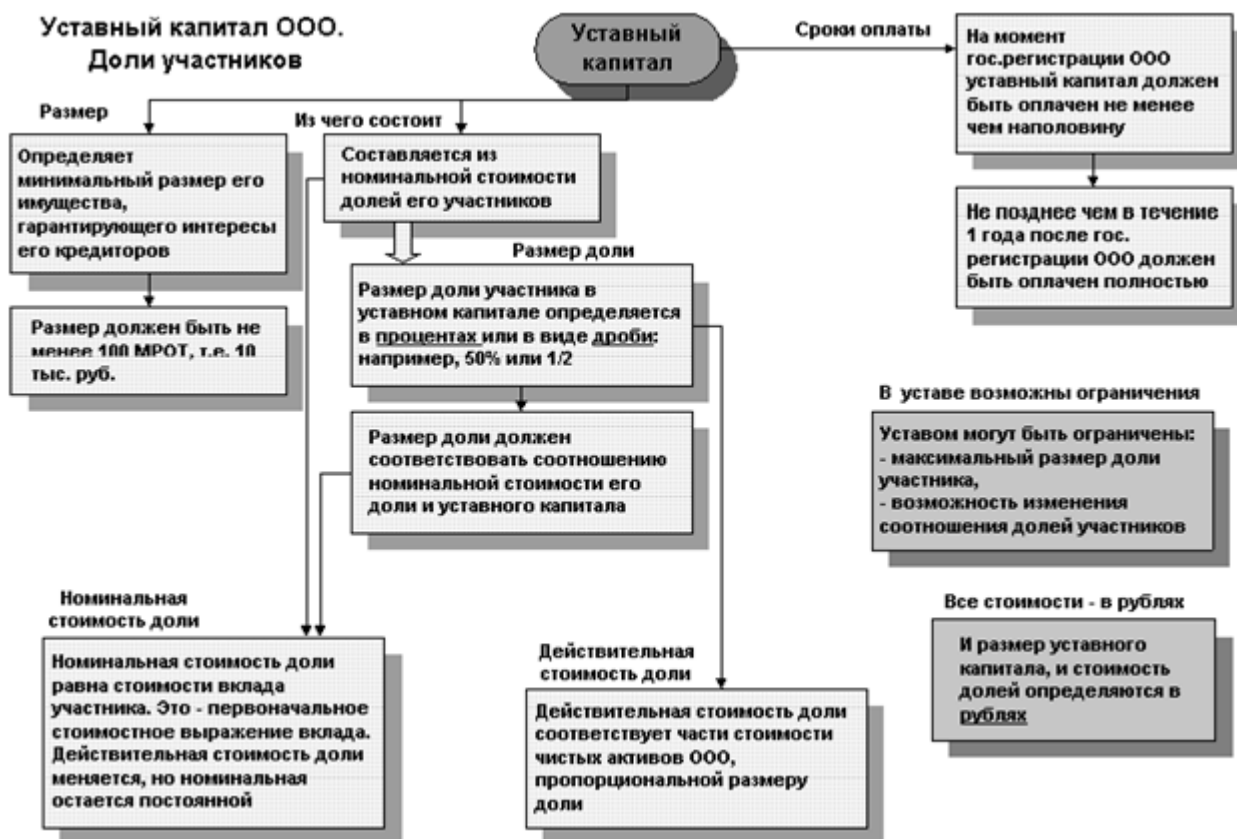 Уставный капитал ООО.
Доли участников
Уставный
капитал
Сроки оплаты
На момент
гос.регистрации ООО
уставный капитал должен
быть оплачен не менее
чем наполовину
Не позднее чем в течение
1 года после гос.
регистрации ООО должен
быть оплачен полностью
Размер
Определяет
минимальный размер его
имущества,
гарантирующего интересы
его кредиторов
Размер должен быть не
менее 100 МРОТ, т.е. 10
тыс. руб.
Из чего состоит
Составляется из
номинальной стоимости
долей его участников
Размер доли
Размер доли участника в
уставном капитале определяется
в процентах или в виде дроби:
например, 50% или 1/2
Размер доли должен
соответствовать соотношению
номинальной стоимости его
доли и уставного капитала
В уставе возможны ограничения
Уставом могут быть ограничены:
- максимальный размер доли
участника,
- возможность изменения
соотношения долей участников
Номинальная
стоимость доли
Номинальная стоимость доли
равна стоимости вклада
участника. Это - первоначальное
стоимостное выражение вклада.
Действительная стоимость доли
меняется, но номинальная
остается постоянной
Действительная
стоимость доли
Действительная стоимость доли
соответствует части стоимости
чистых активов ООО,
пропорциональной размеру
доли
Все стоимости - в рублях
И размер уставного
капитала, и стоимость
долей определяются в
рублях